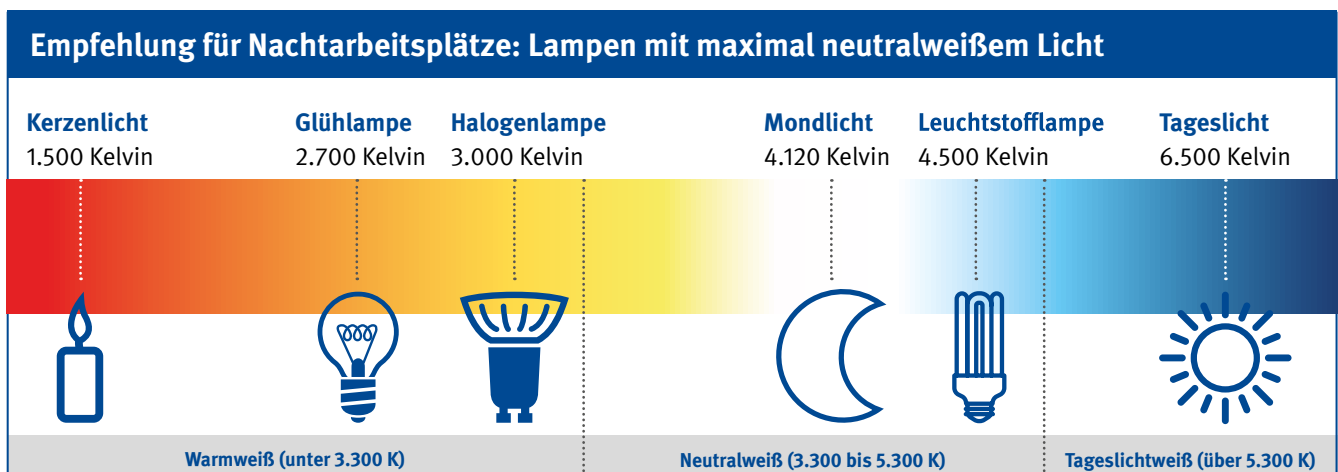 Empfehlung für Nachtarbeitsplätze: Lampen mit maximal neutralweißem Licht
Kerzenlicht
1.500 Kelvin
Glühlampe
2.700 Kelvin
Halogenlampe
3.000 Kelvin
Mondlicht
4.120 Kelvin
Leuchtstofflampe
4.500 Kelvin
Tageslicht
6.500 Kelvin
Warmweiß (unter 3.300 K)
Neutralweiß (3.300 bis 5.300 K)
Tageslichtweiß (über 5.300 K)